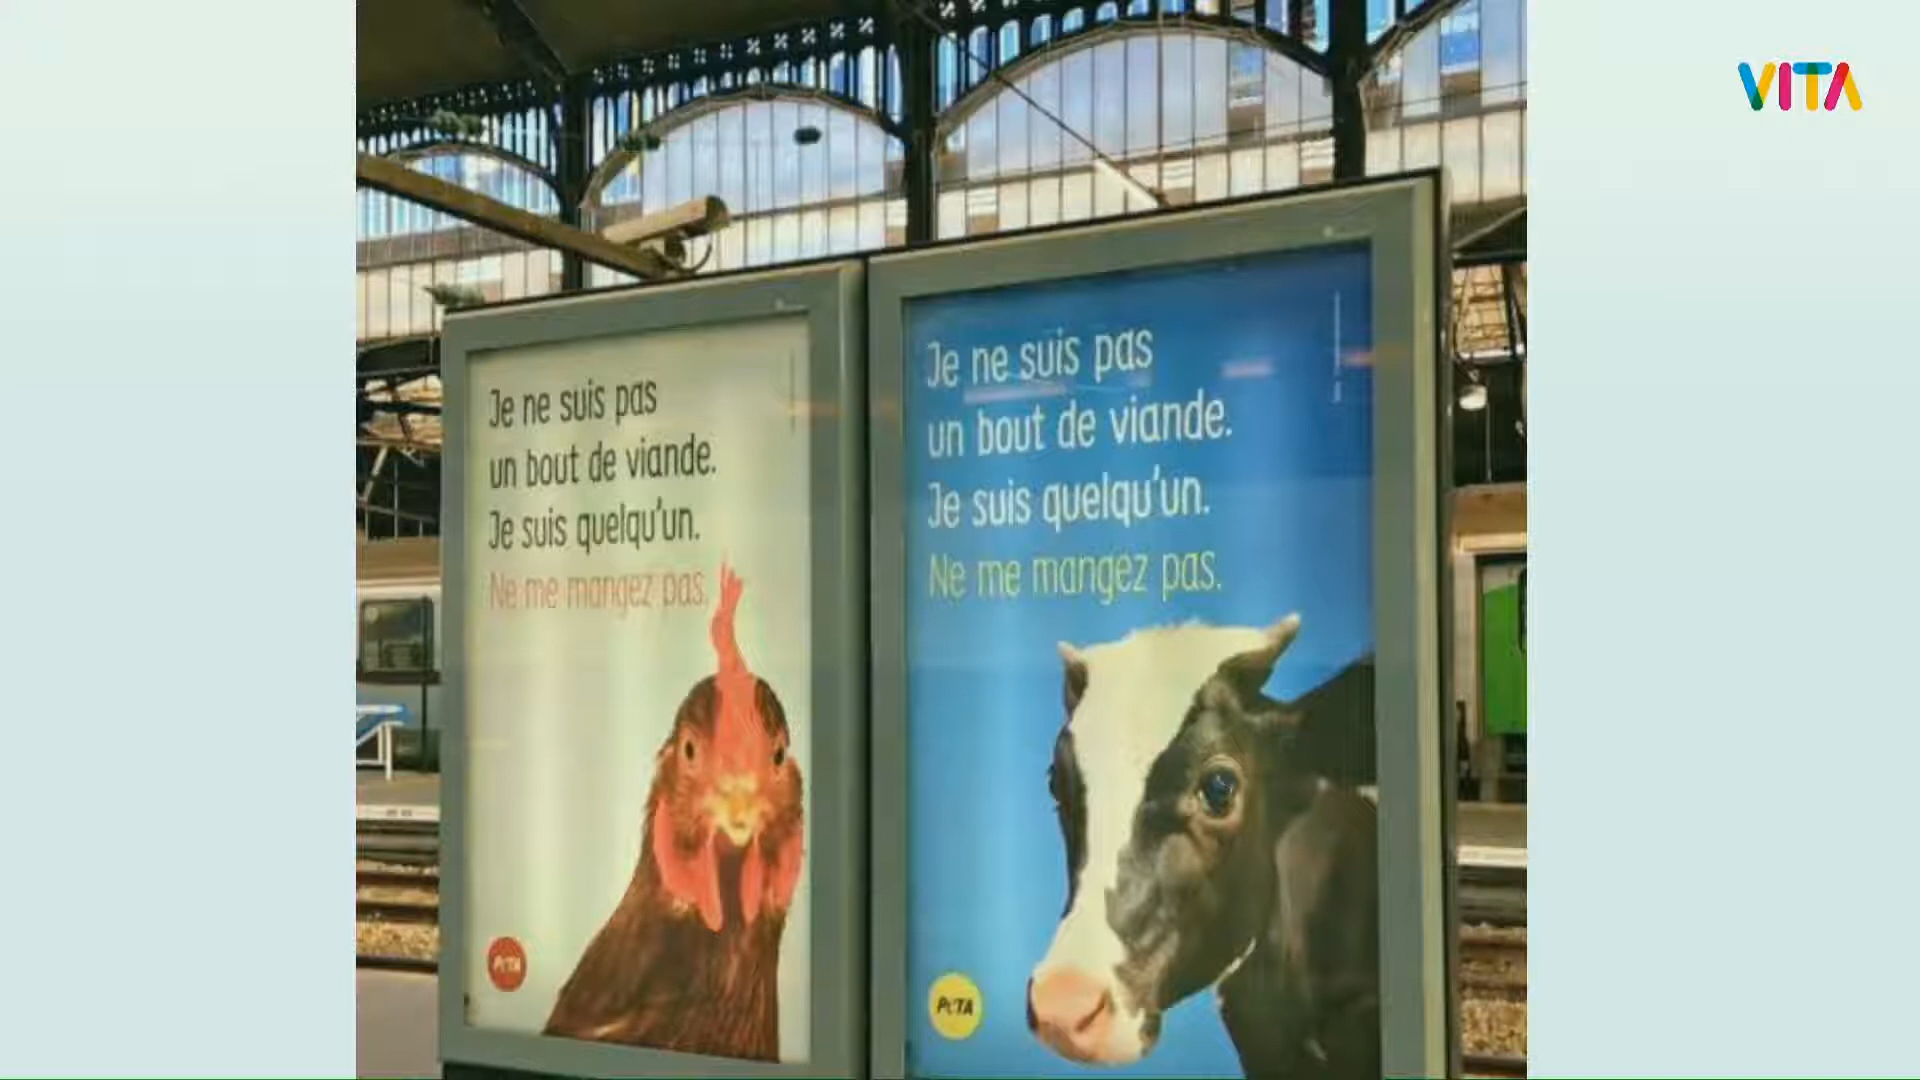 VITA
Je ne suis pas
un bout de viande.
Je suis quelqu'un.
Ne me mangez pas.
PeTA
Je ne suis pas
un bout de viande.
Je suis quelqu'un.
Ne me mangez pas.
PeTA